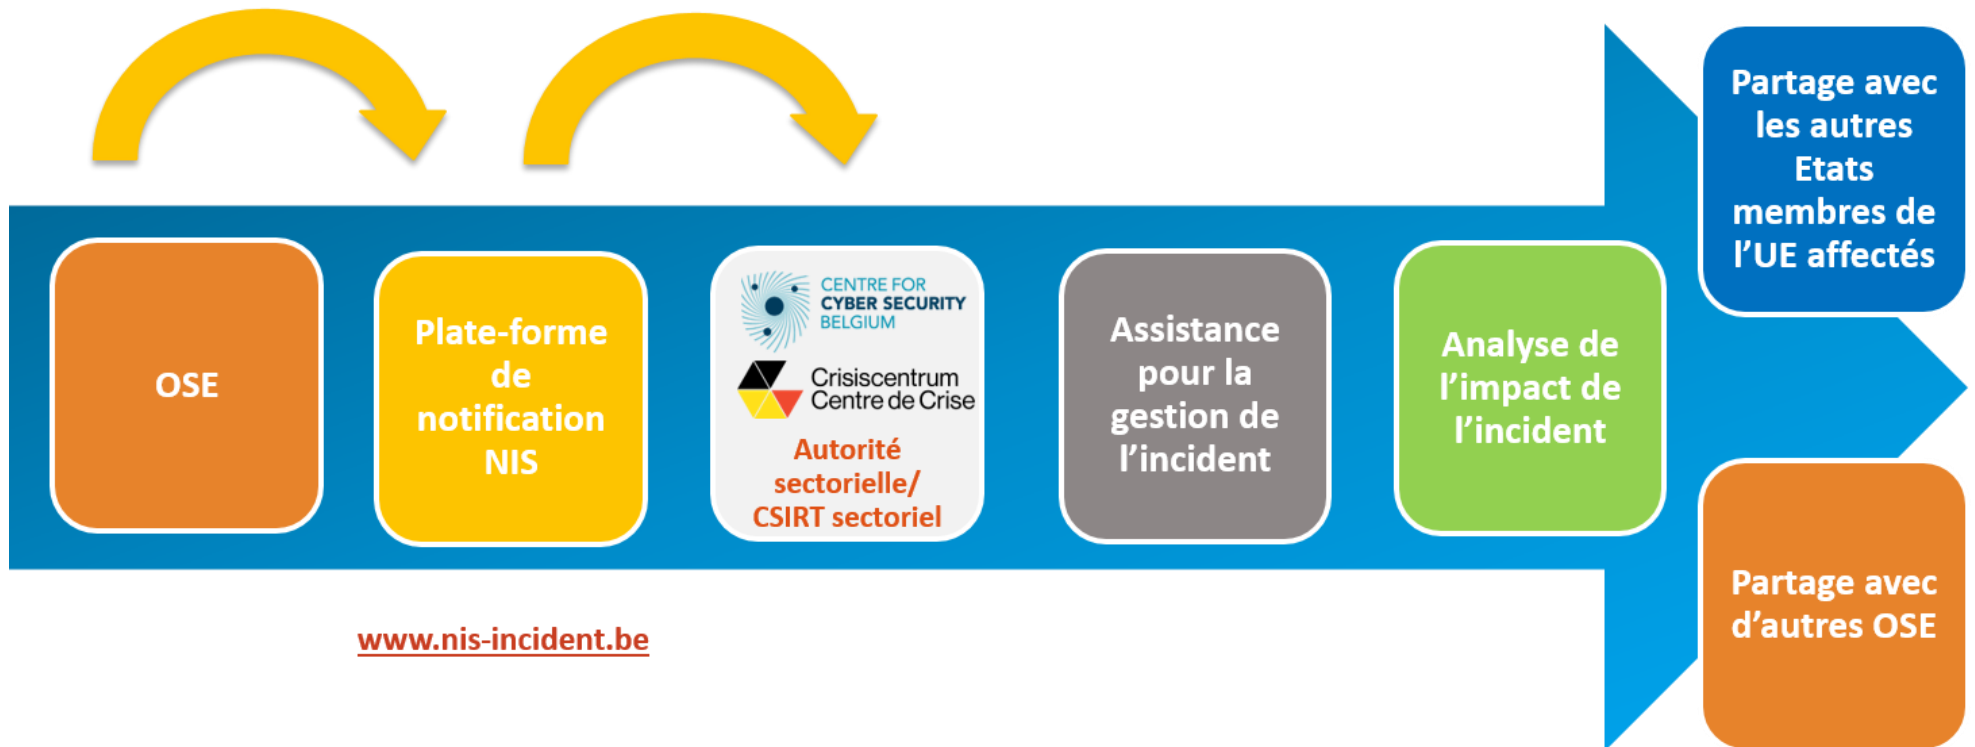 OSE
Plate-forme
de
notification
NIS
CENTRE FOR
CYBER SECURITY
BELGIUM
Crisiscentrum
Centre de Crise
Autorité
sectorielle/
CSIRT sectoriel
Assistance
pour la
gestion de
l’incident
Analyse de
l’impact de
l’incident
Partage avec
les autres
Etats
membres de
l’UE affectés
Partage avec
d’autres OSE
www.nis-incident.be